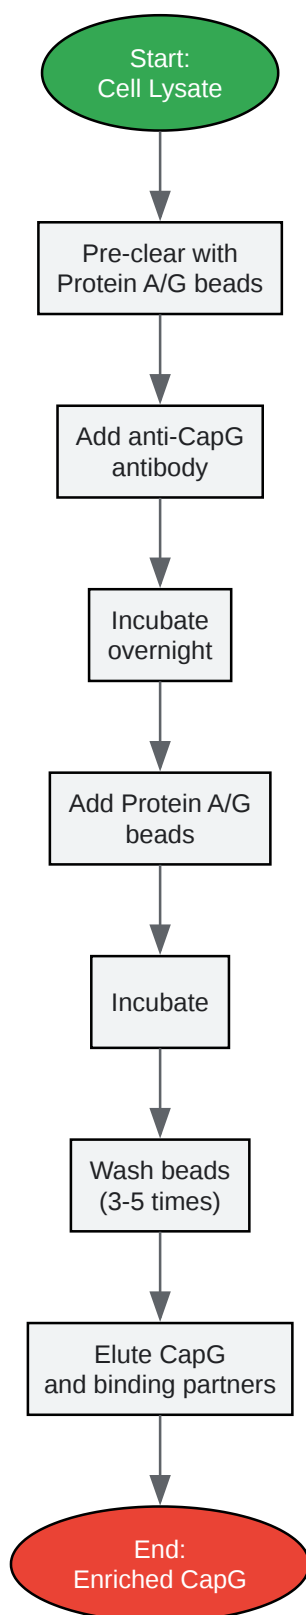 Start:
Cell Lysate
Pre-clear with
Protein A/G beads
Add anti-CapG
antibody
Incubate
overnight
Add Protein A/G
beads
Incubate
Wash beads
(3-5 times)
Elute CapG
and binding partners
End:
Enriched CapG